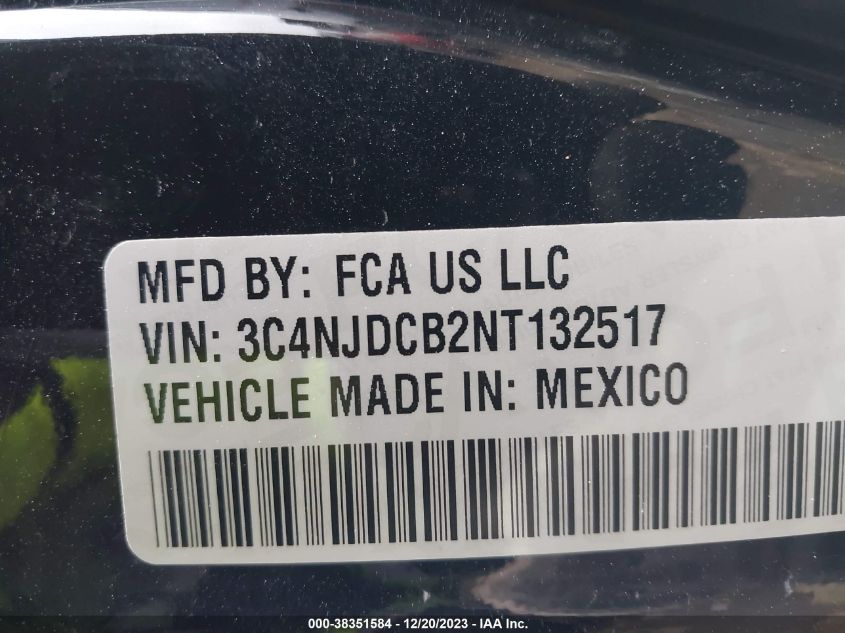 MFD BY: FCA US LLC
VIN: 3C4NJDCB2NT132517
VEHICLE MADE IN: MEXICO
000-38351584 - 12/20/2023 - IAA Inc.